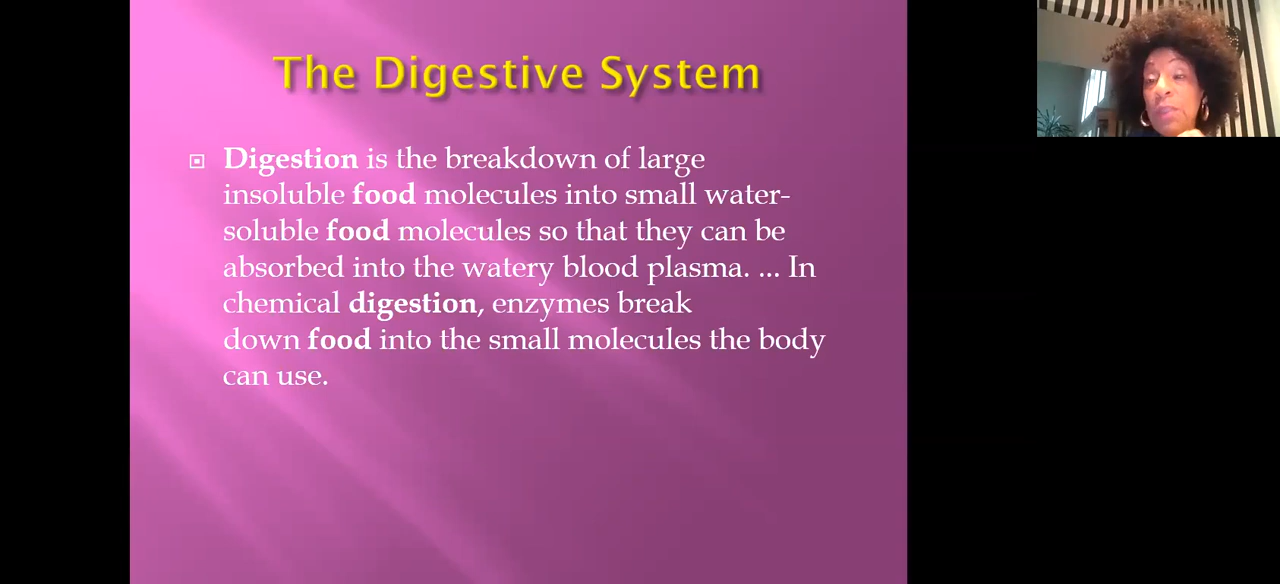 The Digestive System
Digestion is the breakdown of large
insoluble food molecules into small water-
soluble food molecules so that they can be
absorbed into the watery blood plasma. ... In
chemical digestion, enzymes break
down food into the small molecules the body
can use.